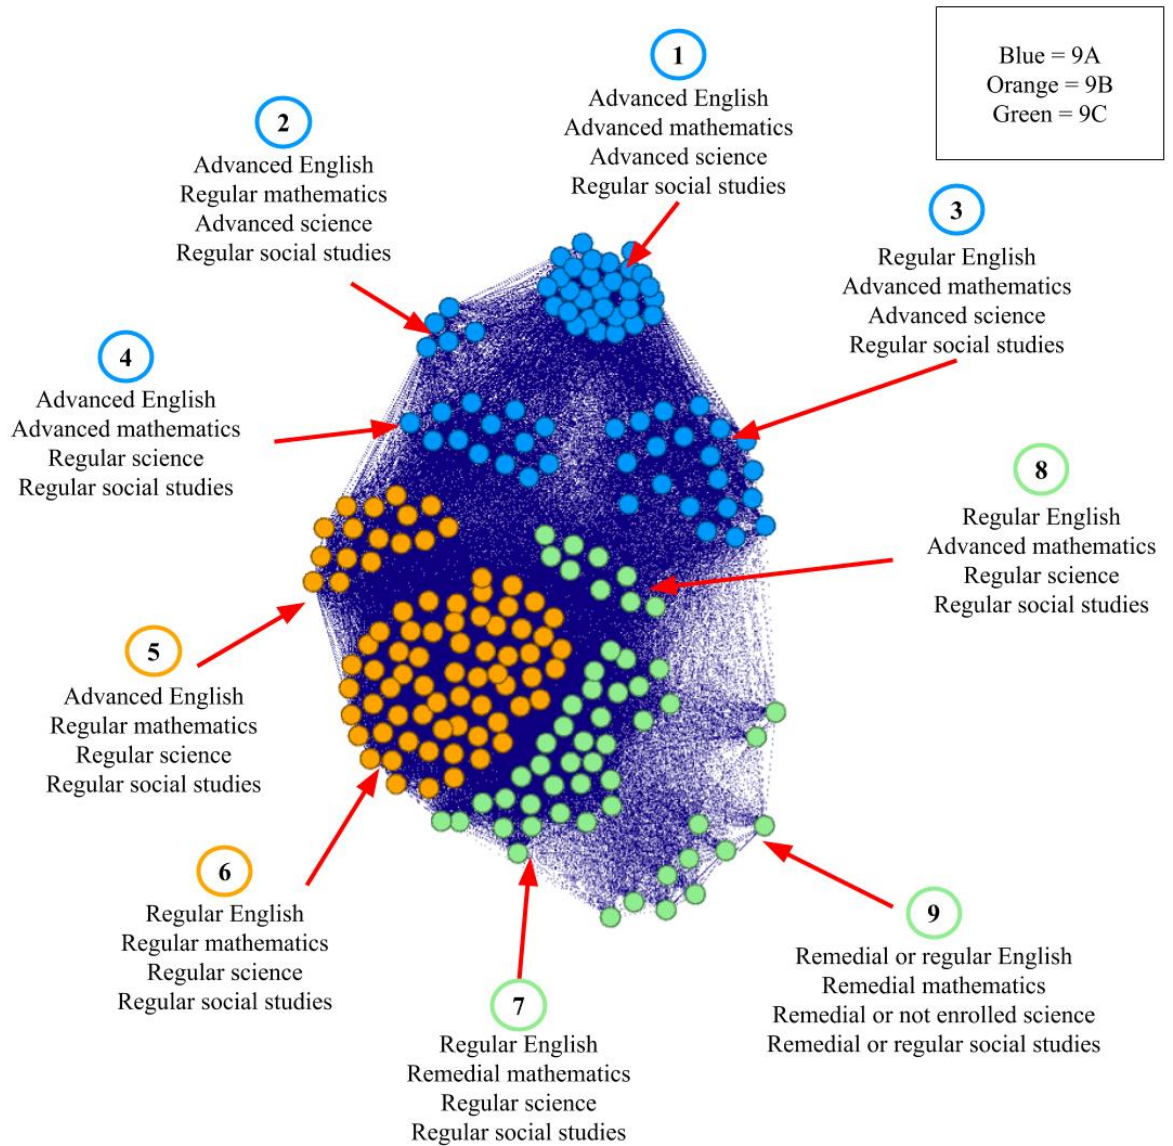 Blue = 9A
Orange = 9B
Green = 9C
1
Advanced English
Advanced mathematics
Advanced science
Regular social studies
2
Advanced English
Regular mathematics
Advanced science
Regular social studies
3
Regular English
Advanced mathematics
Advanced science
Regular social studies
4
Advanced English
Advanced mathematics
Regular science
Regular social studies
8
Regular English
Advanced mathematics
Regular science
Regular social studies
5
Advanced English
Regular mathematics
Regular science
Regular social studies
6
Regular English
Regular mathematics
Regular science
Regular social studies
7
Regular English
Remedial mathematics
Regular science
Regular social studies
9
Remedial or regular English
Remedial mathematics
Remedial or not enrolled science
Remedial or regular social studies